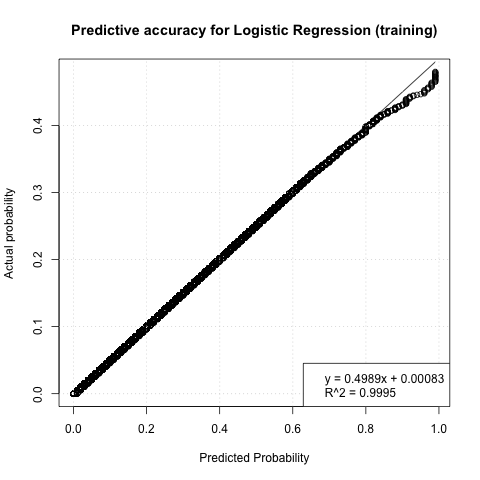 Predictive accuracy for Logistic Regression (training)
Actual probability
0.4
0.3
0.2
0.1
0.0
y = 0.4989x + 0.00083
R^2 = 0.9995
0.0 0.2 0.4 0.6 0.8 1.0
Predicted Probability